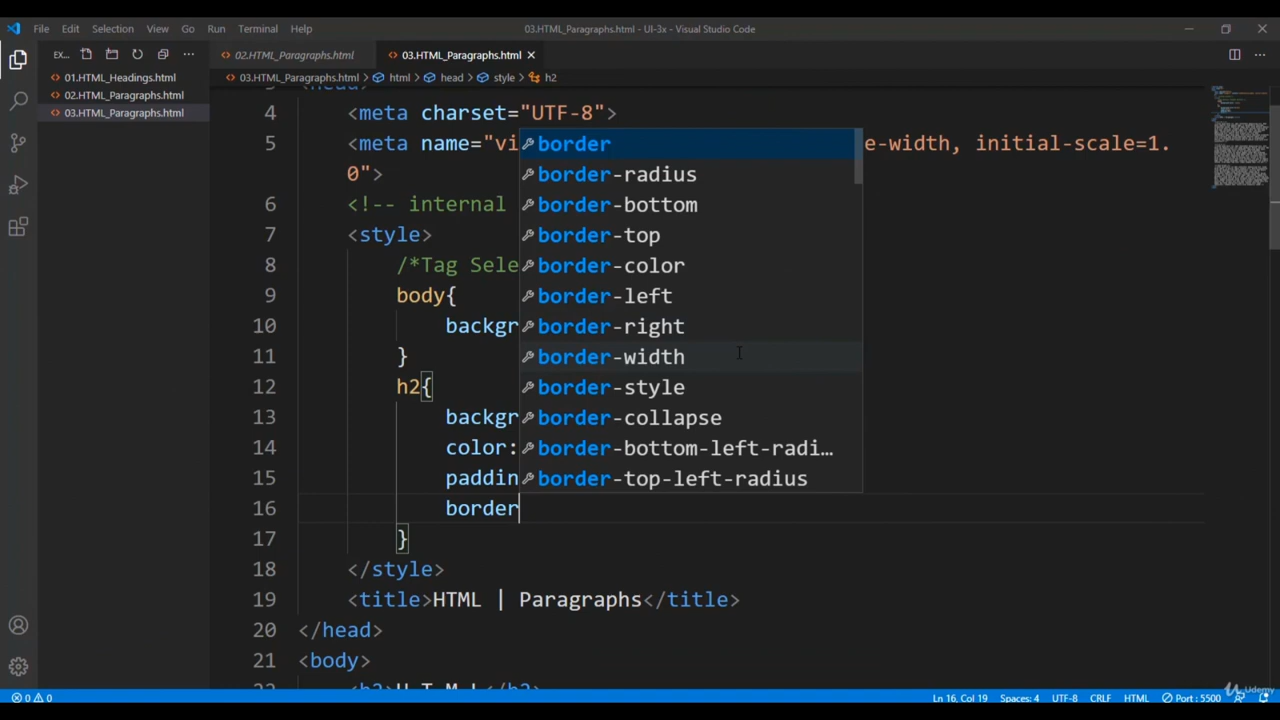 File Edit Selection View Go Run Terminal Help
03.HTML_Paragraphs.html - UI-3x - Visual Studio Code
EX...
02.HTML_Paragraphs.html
03.HTML_Paragraphs.html
01.HTML_Headings.html
02.HTML_Paragraphs.html
03.HTML_Paragraphs.html
03.HTML_Paragraphs.html > html > head > style > h2
4 <meta charset="UTF-8">
5 <meta name="vi e-width, initial-scale=1.
0">
6 <!-- internal
7 <style>
8 /*Tag Sele
9 body{
10 backgr
11 }
12 h2{
13 backgr
14 color:
15 paddin
16 border
17 }
18 </style>
19 <title>HTML | Paragraphs</title>
20 </head>
21 <body>
border
border-radius
border-bottom
border-top
border-color
border-left
border-right
border-width
border-style
border-collapse
border-bottom-left-radi...
border-top-left-radius
0 0
Ln 16, Col 19 Spaces: 4 UTF-8 CRLF HTML Port : 5500
Udemy